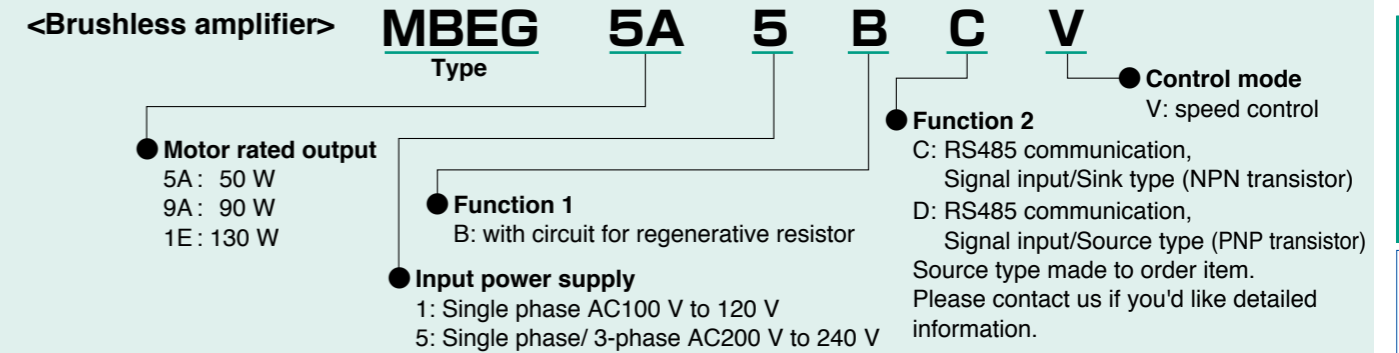 <Brushless amplifier> MBEG 5A 5 B C V
Type
Control mode
V: speed control
Function 2
C: RS485 communication,
Signal input/Sink type (NPN transistor)
D: RS485 communication,
Signal input/Source type (PNP transistor)
Source type made to order item.
Please contact us if you'd like detailed
information.
Motor rated output
5A: 50 W
9A: 90 W
1E: 130 W
Function 1
B: with circuit for regenerative resistor
Input power supply
1: Single phase AC100 V to 120 V
5: Single phase/ 3-phase AC200 V to 240 V